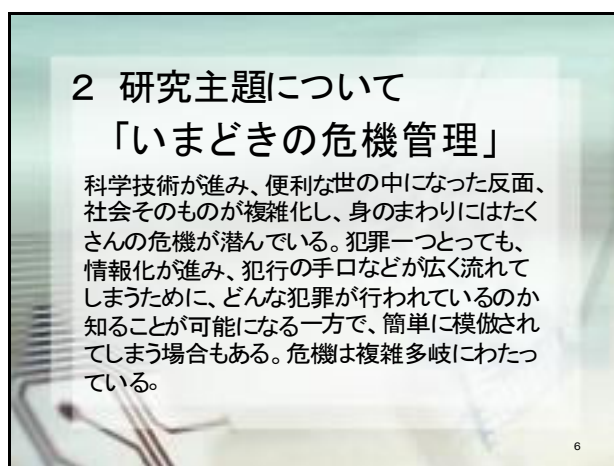 ２ 研究主題について
「いまどきの危機管理」
科学技術が進み、便利な世の中になった反面、
社会そのものが複雑化し、身のまわりにはたく
さんの危機が潜んでいる。犯罪一つとっても、
情報化が進み、犯行の手口などが広く流れて
しまうために、どんな犯罪が行われているのか
知ることが可能になる一方で、簡単に模倣され
てしまう場合もある。危機は複雑多岐にわたっ
ている。
6